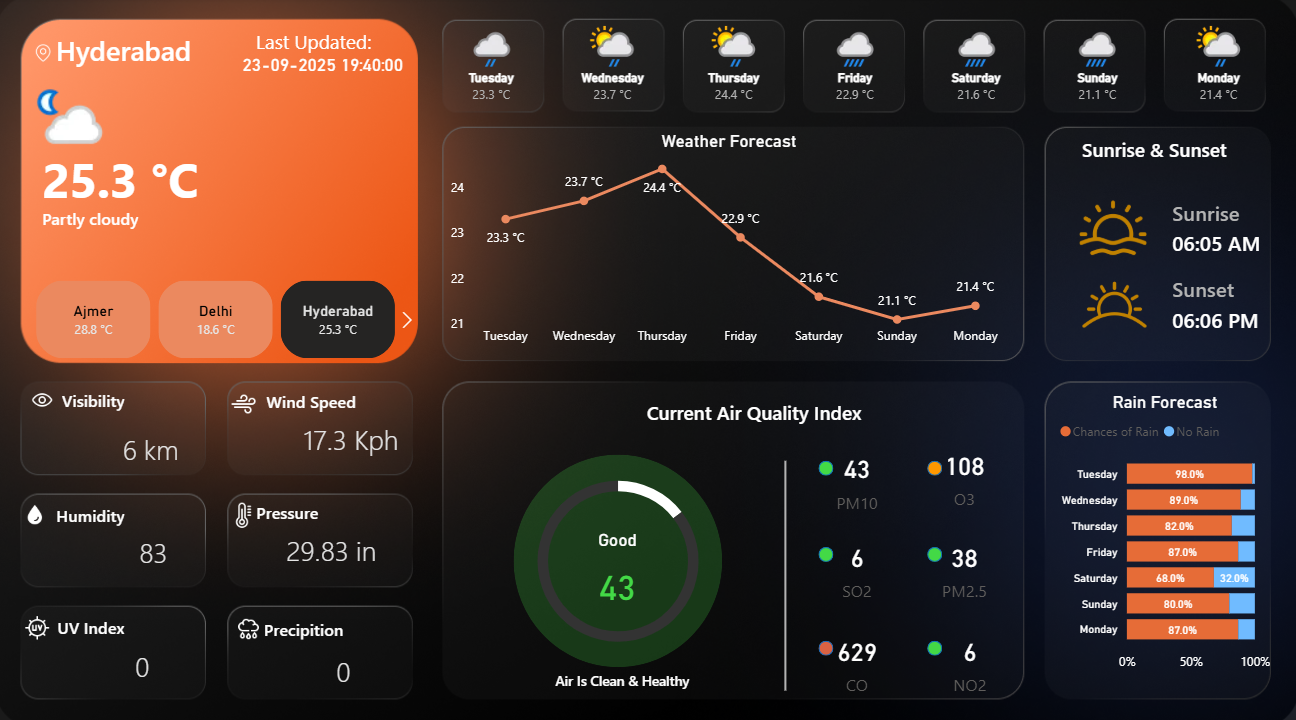 Hyderabad
Last Updated:
23-09-2025 19:40:00
25.3 °C
Partly cloudy
Ajmer
28.8 °C
Delhi
18.6 °C
Hyderabad
25.3 °C
Tuesday
23.3 °C
Wednesday
23.7 °C
Thursday
24.4 °C
Friday
22.9 °C
Saturday
21.6 °C
Sunday
21.1 °C
Monday
21.4 °C
Weather Forecast
24
23
22
21
23.3 °C
23.7 °C
24.4 °C
22.9 °C
21.6 °C
21.1 °C
21.4 °C
Tuesday
Wednesday
Thursday
Friday
Saturday
Sunday
Monday
Sunrise & Sunset
Sunrise
06:05 AM
Sunset
06:06 PM
Visibility
6 km
Wind Speed
17.3 Kph
Humidity
83
Pressure
29.83 in
UV
UV Index
0
Precipition
0
Current Air Quality Index
Good
43
Air Is Clean & Healthy
43
PM10
108
O3
6
SO2
38
PM2.5
629
CO
6
NO2
Rain Forecast
Chances of Rain
No Rain
Tuesday
98.0%
Wednesday
89.0%
Thursday
82.0%
Friday
87.0%
Saturday
68.0%
32.0%
Sunday
80.0%
Monday
87.0%
0%
50%
100%